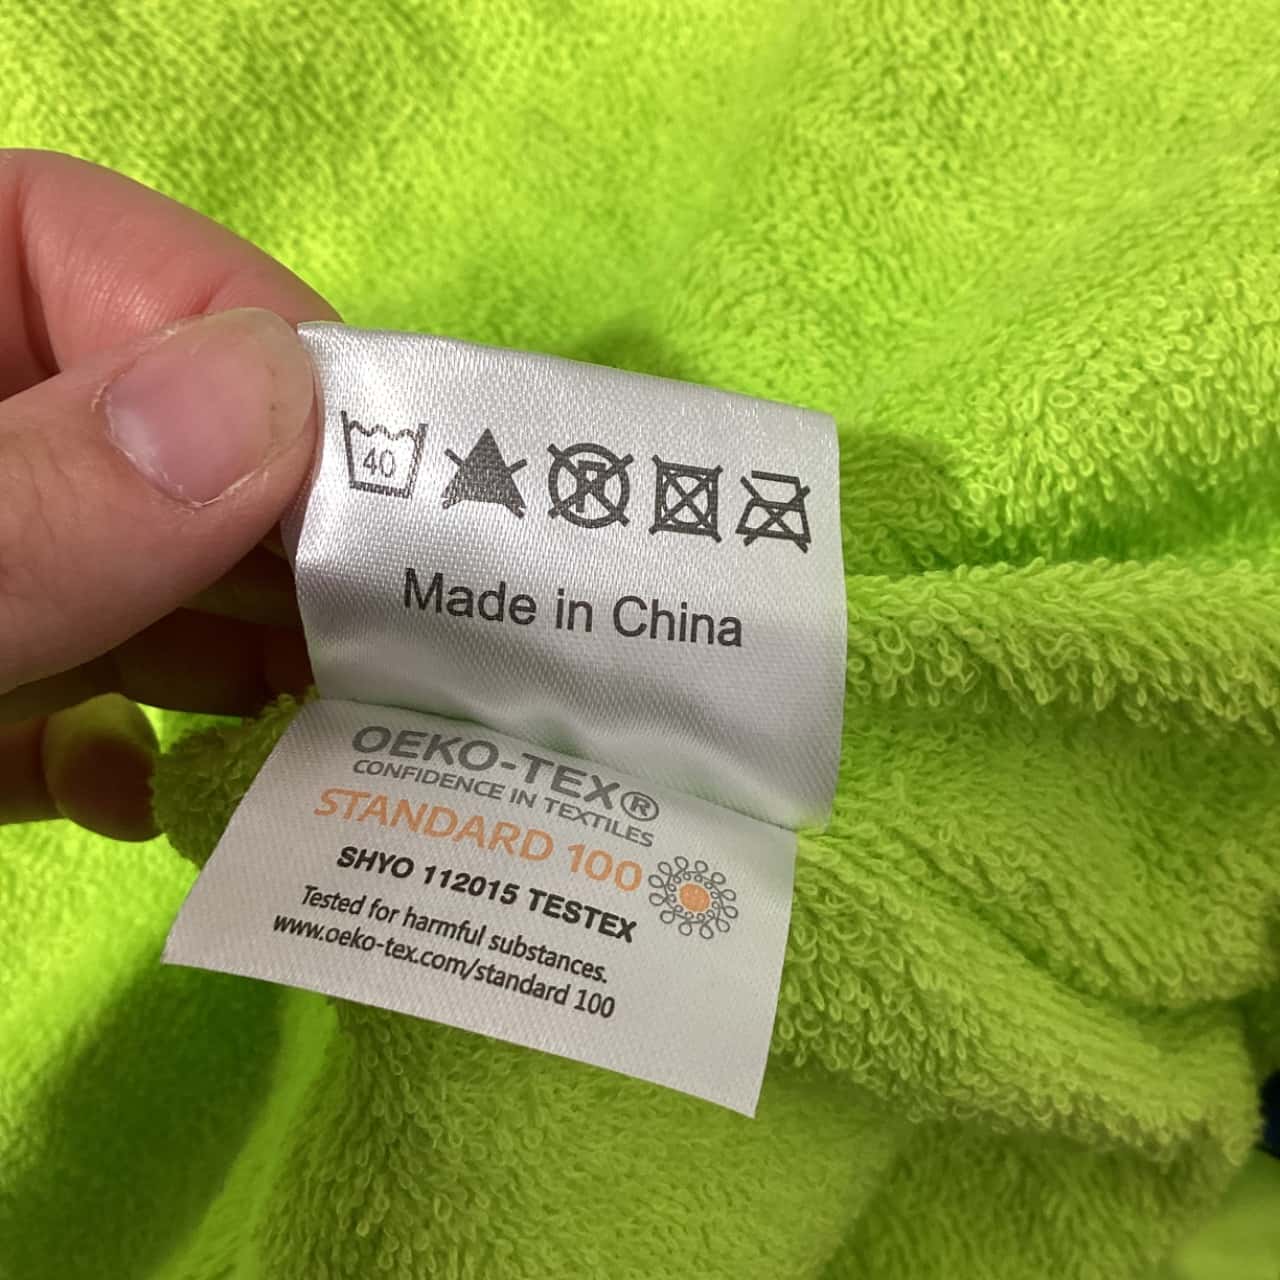 40
P
Made in China
OEKO-TEX®
CONFIDENCE IN TEXTILES
STANDARD 100
SHYO 112015 TESTEX
Tested for harmful substances.
www.oeko-tex.com/standard 100